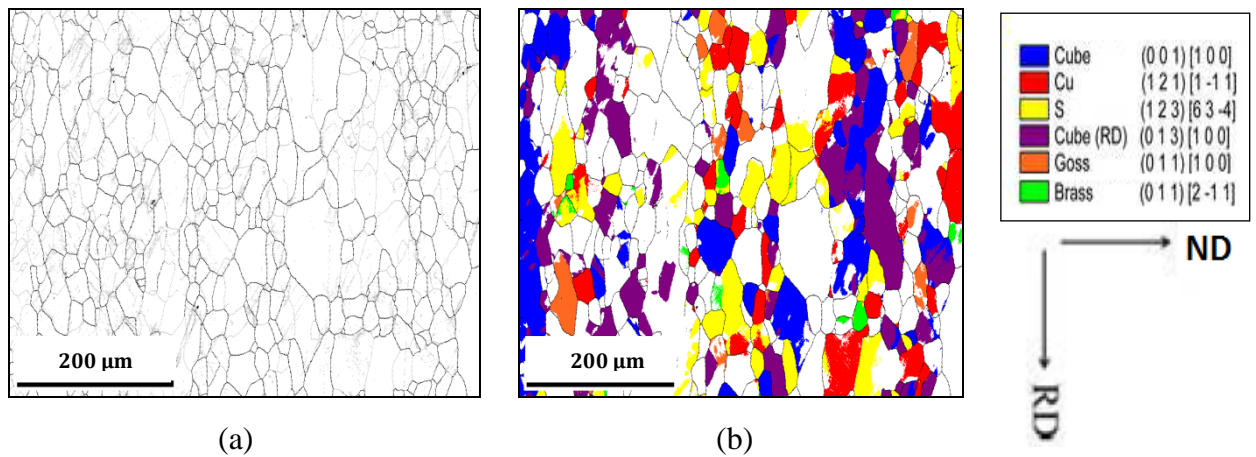 200 µm
(a)
200 µm
(b)
Cube (0 0 1) [1 0 0]
Cu (1 2 1) [1 -1 1]
S (1 2 3) [6 3 -4]
Cube (RD) (0 1 3) [1 0 0]
Goss (0 1 1) [1 0 0]
Brass (0 1 1) [2 -1 1]
ND
RD